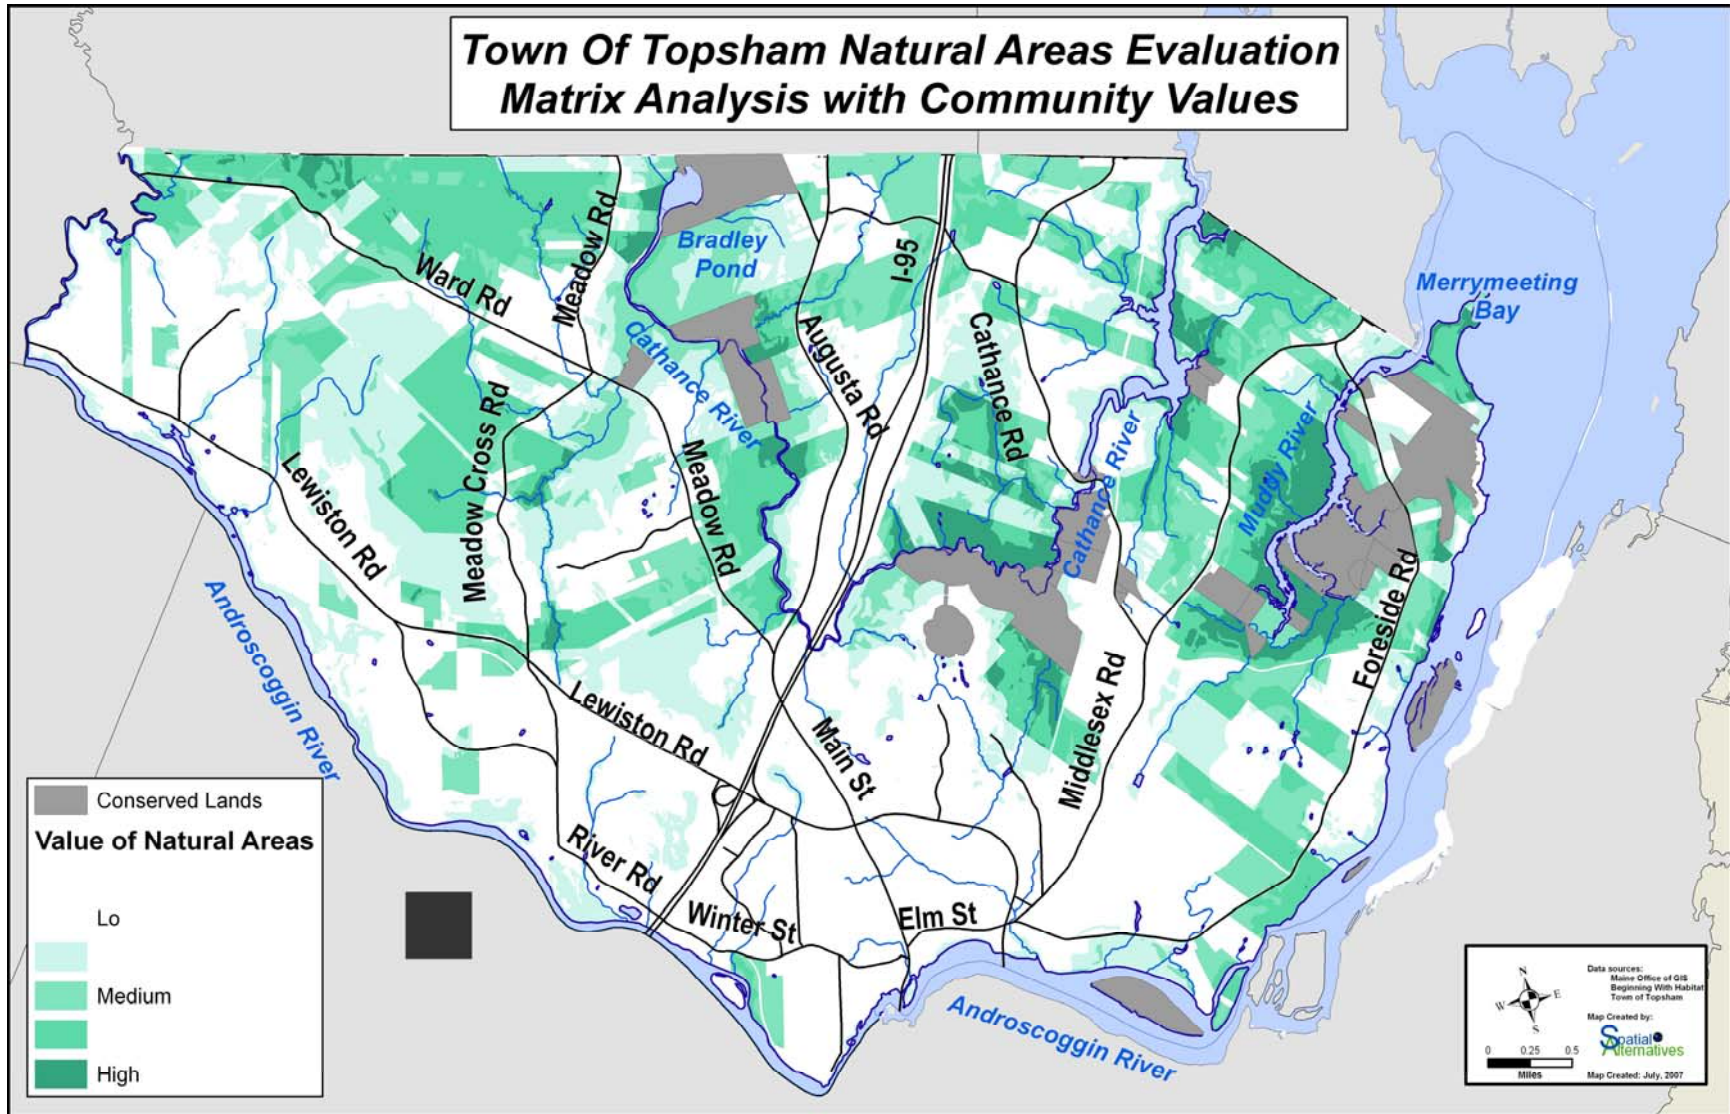 Town Of Topsham Natural Areas Evaluation
Matrix Analysis with Community Values
Meadow Rd
Bradley
Pond
I-95
Ward Rd
Merrymeeting
Bay
Cathance River
Augusta Rd
Cathance Rd
Meadow Cross Rd
Meadow Rd
Cathance River
Muddy River
Lewiston Rd
Androscoggin River
Foreside Rd
Lewiston Rd
Main St
Middlesex Rd
River Rd
Winter St
Elm St
Androscoggin River
Conserved Lands
Value of Natural Areas
Lo
Medium
High
N
W
E
S
0
0.25
0.5
Miles
Data sources:
Maine Office of GIS
Beginning With Habitat
Town of Topsham
Map Created by:
Spatial
Alternatives
Map Created: July, 2007